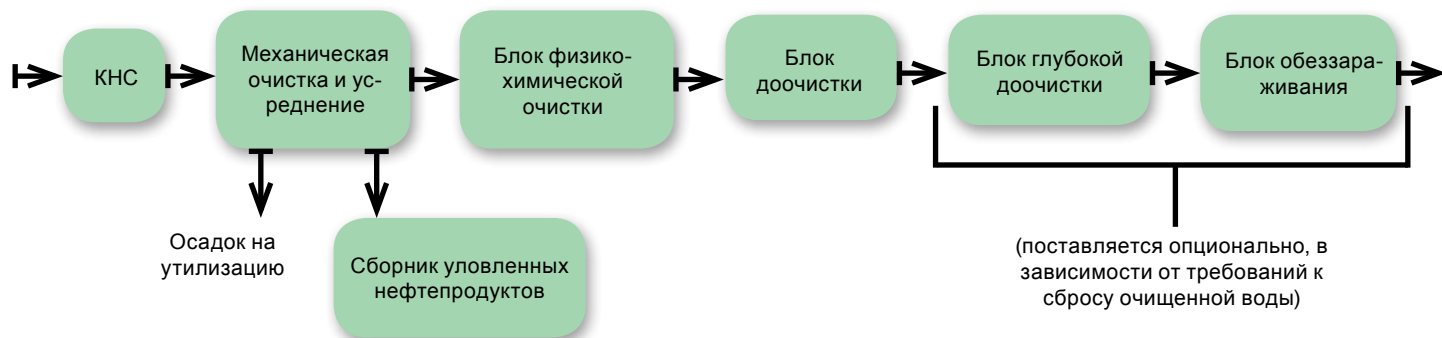 КНС
Механическая
очистка и ус-
реднение
Блок физико-
химической
очистки
Блок
доочистки
Блок глубокой
доочистки
Блок обеззара-
живания
Осадок на
утилизацию
Сборник уловленных
нефтепродуктов
(поставляется опционально, в
зависимости от требований к
сбросу очищенной воды)